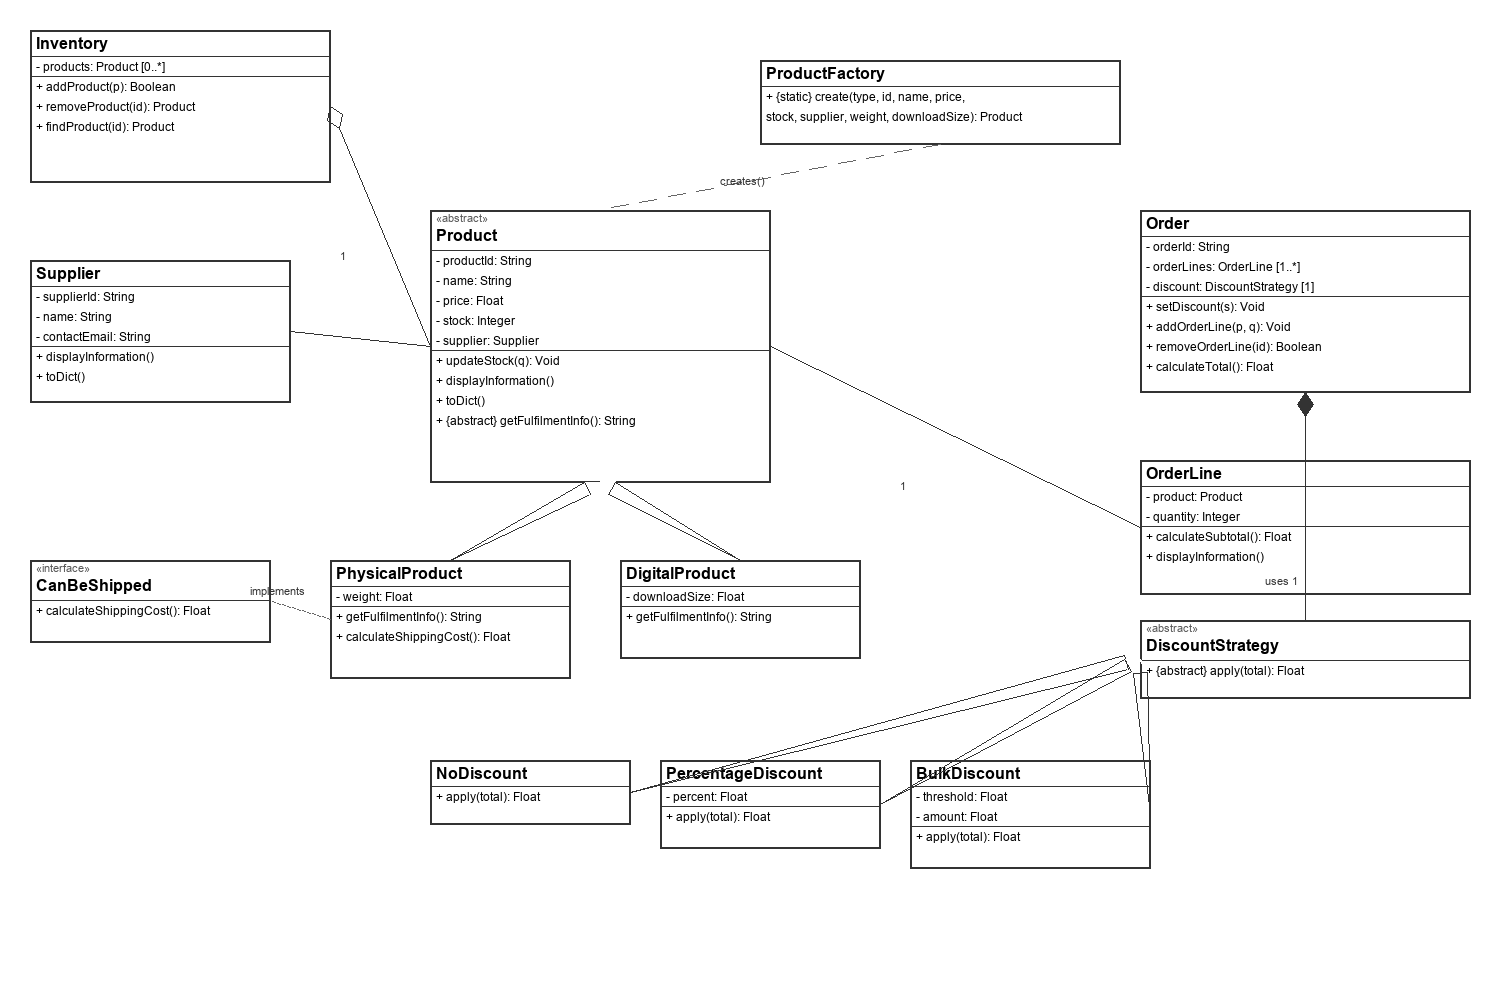 Inventory
- products: Product [0..*]
+ addProduct(p): Boolean
+ removeProduct(id): Product
+ findProduct(id): Product
ProductFactory
+ {static} create(type, id, name, price,
stock, supplier, weight, downloadSize): Product
creates()
«abstract»
Product
- productId: String
- name: String
- price: Float
- stock: Integer
- supplier: Supplier
+ updateStock(q): Void
+ displayInformation()
+ toDict()
+ {abstract} getFulfilmentInfo(): String
Order
- orderId: String
- orderLines: OrderLine [1..*]
- discount: DiscountStrategy [1]
+ setDiscount(s): Void
+ addOrderLine(p, q): Void
+ removeOrderLine(id): Boolean
+ calculateTotal(): Float
1
Supplier
- supplierId: String
- name: String
- contactEmail: String
+ displayInformation()
+ toDict()
1
OrderLine
- product: Product
- quantity: Integer
+ calculateSubtotal(): Float
+ displayInformation()
uses 1
«interface»
CanBeShipped
+ calculateShippingCost(): Float
implements
PhysicalProduct
- weight: Float
+ getFulfilmentInfo(): String
+ calculateShippingCost(): Float
DigitalProduct
- downloadSize: Float
+ getFulfilmentInfo(): String
«abstract»
DiscountStrategy
+ {abstract} apply(total): Float
NoDiscount
+ apply(total): Float
PercentageDiscount
- percent: Float
+ apply(total): Float
BulkDiscount
- threshold: Float
- amount: Float
+ apply(total): Float